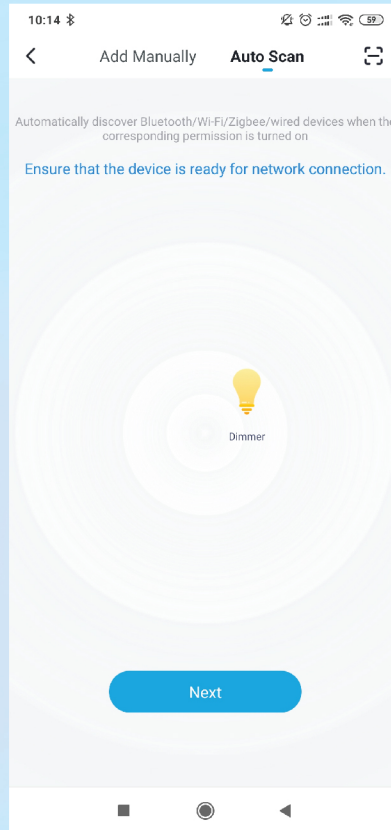 10:14
59
Add Manually Auto Scan
Automatically discover Bluetooth/Wi-Fi/Zigbee/wired devices when the
corresponding permission is turned on
Ensure that the device is ready for network connection.
Dimmer
Next